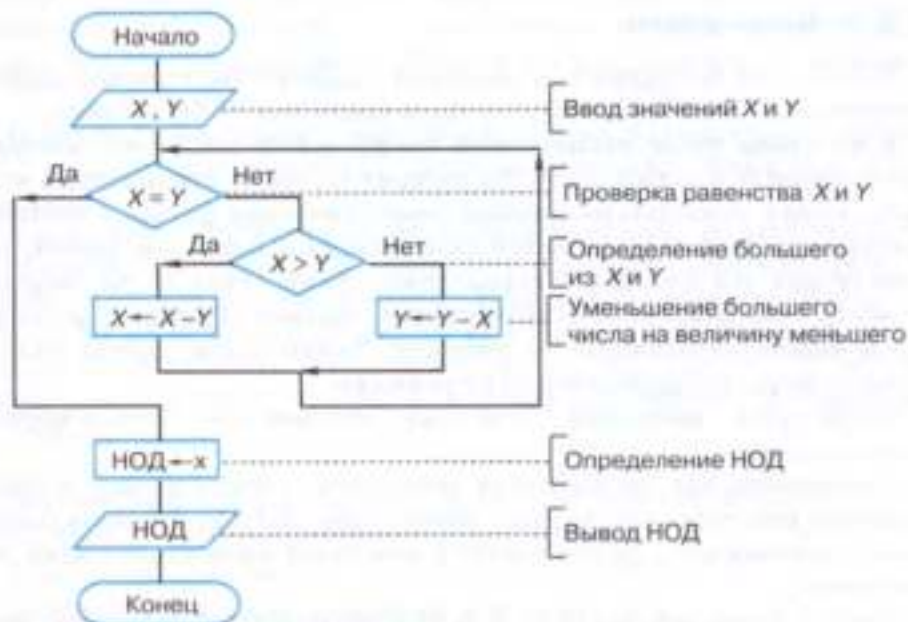 Начало
X, Y
Ввод значений X и Y
Да
Нет
X = Y
Проверка равенства X и Y
Да
Нет
X > Y
Определение большего
из X и Y
X ← X – Y
Y ← Y – X
Уменьшение большего
числа на величину меньшего
НОД ← x
Определение НОД
НОД
Вывод НОД
Конец